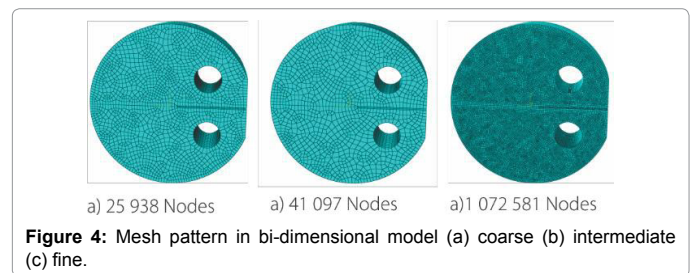 a) 25 938 Nodes
a) 41 097 Nodes
a)1 072 581 Nodes
Figure 4: Mesh pattern in bi-dimensional model (a) coarse (b) intermediate
(c) fine.